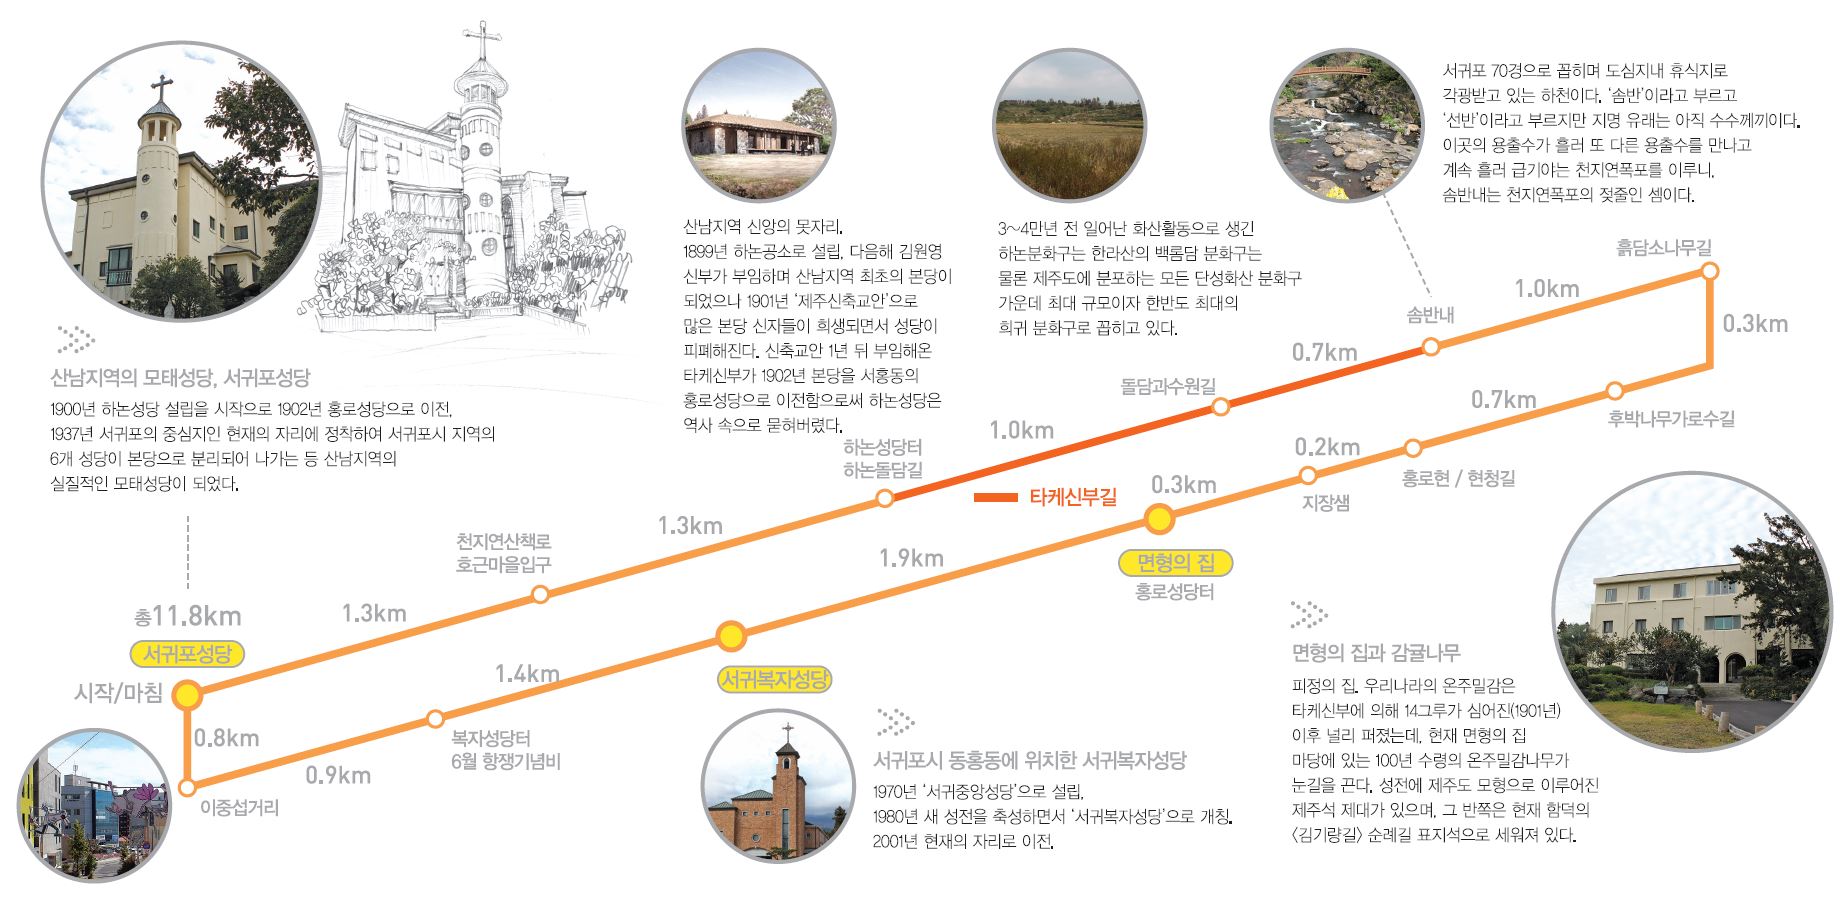 산남지역의 모태성당, 서귀포성당
1900년 하논성당 설립을 시작으로 1902년 홍로성당으로 이전,
1937년 서귀포의 중심지인 현재의 자리에 정착하여 서귀포시 지역의
6개 성당이 본당으로 분리되어 나가는 등 산남지역의
실질적인 모태성당이 되었다.
산남지역 신앙의 못자리.
1899년 하논공소로 설립, 다음해 김원영
신부가 부임하며 산남지역 최초의 본당이
되었으나 1901년 '제주신축교안'으로
많은 본당 신자들이 희생되면서 성당이
피폐해진다. 신축교안 1년 뒤 부임해온
타케신부가 1902년 본당을 서홍동의
홍로성당으로 이전함으로써 하논성당은
역사 속으로 묻혀버렸다.
3~4만년 전 일어난 화산활동으로 생긴
하논분화구는 한라산의 백록담 분화구는
물론 제주도에 분포하는 모든 단성화산 분화구
가운데 최대 규모이자 한반도 최대의
희귀 분화구로 꼽히고 있다.
서귀포 70경으로 꼽히며 도심지내 휴식지로
각광받고 있는 하천이다. '솜반'이라고 부르고
'선반'이라고 부르지만 지명 유래는 아직 수수께끼이다.
이곳의 용출수가 흘러 또 다른 용출수를 만나고
계속 흘러 급기야는 천지연폭포를 이루니,
솜반내는 천지연폭포의 젖줄인 셈이다.
총11.8km
서귀포성당
시작/마침
1.3km
천지연산책로
호근마을입구
1.3km
하논성당터
하논돌담길
1.0km
돌담과수원길
0.7km
솜반내
1.0km
흙담소나무길
0.3km
후박나무가로수길
0.7km
홍로현 / 현청길
0.2km
지장샘
0.3km
타케신부길
면형의 집
홍로성당터
1.9km
서귀복자성당
1.4km
복자성당터
6월 항쟁기념비
0.9km
이중섭거리
0.8km
서귀포시 동홍동에 위치한 서귀복자성당
1970년 '서귀중앙성당'으로 설립,
1980년 새 성전을 축성하면서 '서귀복자성당'으로 개칭.
2001년 현재의 자리로 이전.
면형의 집과 감귤나무
피정의 집. 우리나라의 온주밀감은
타케신부에 의해 14그루가 심어진(1901년)
이후 널리 퍼졌는데, 현재 면형의 집
마당에 있는 100년 수령의 온주밀감나무가
눈길을 끈다. 성전에 제주도 모형으로 이루어진
제주석 제대가 있으며, 그 반쪽은 현재 함덕의
<김기량길> 순례길 표지석으로 세워져 있다.